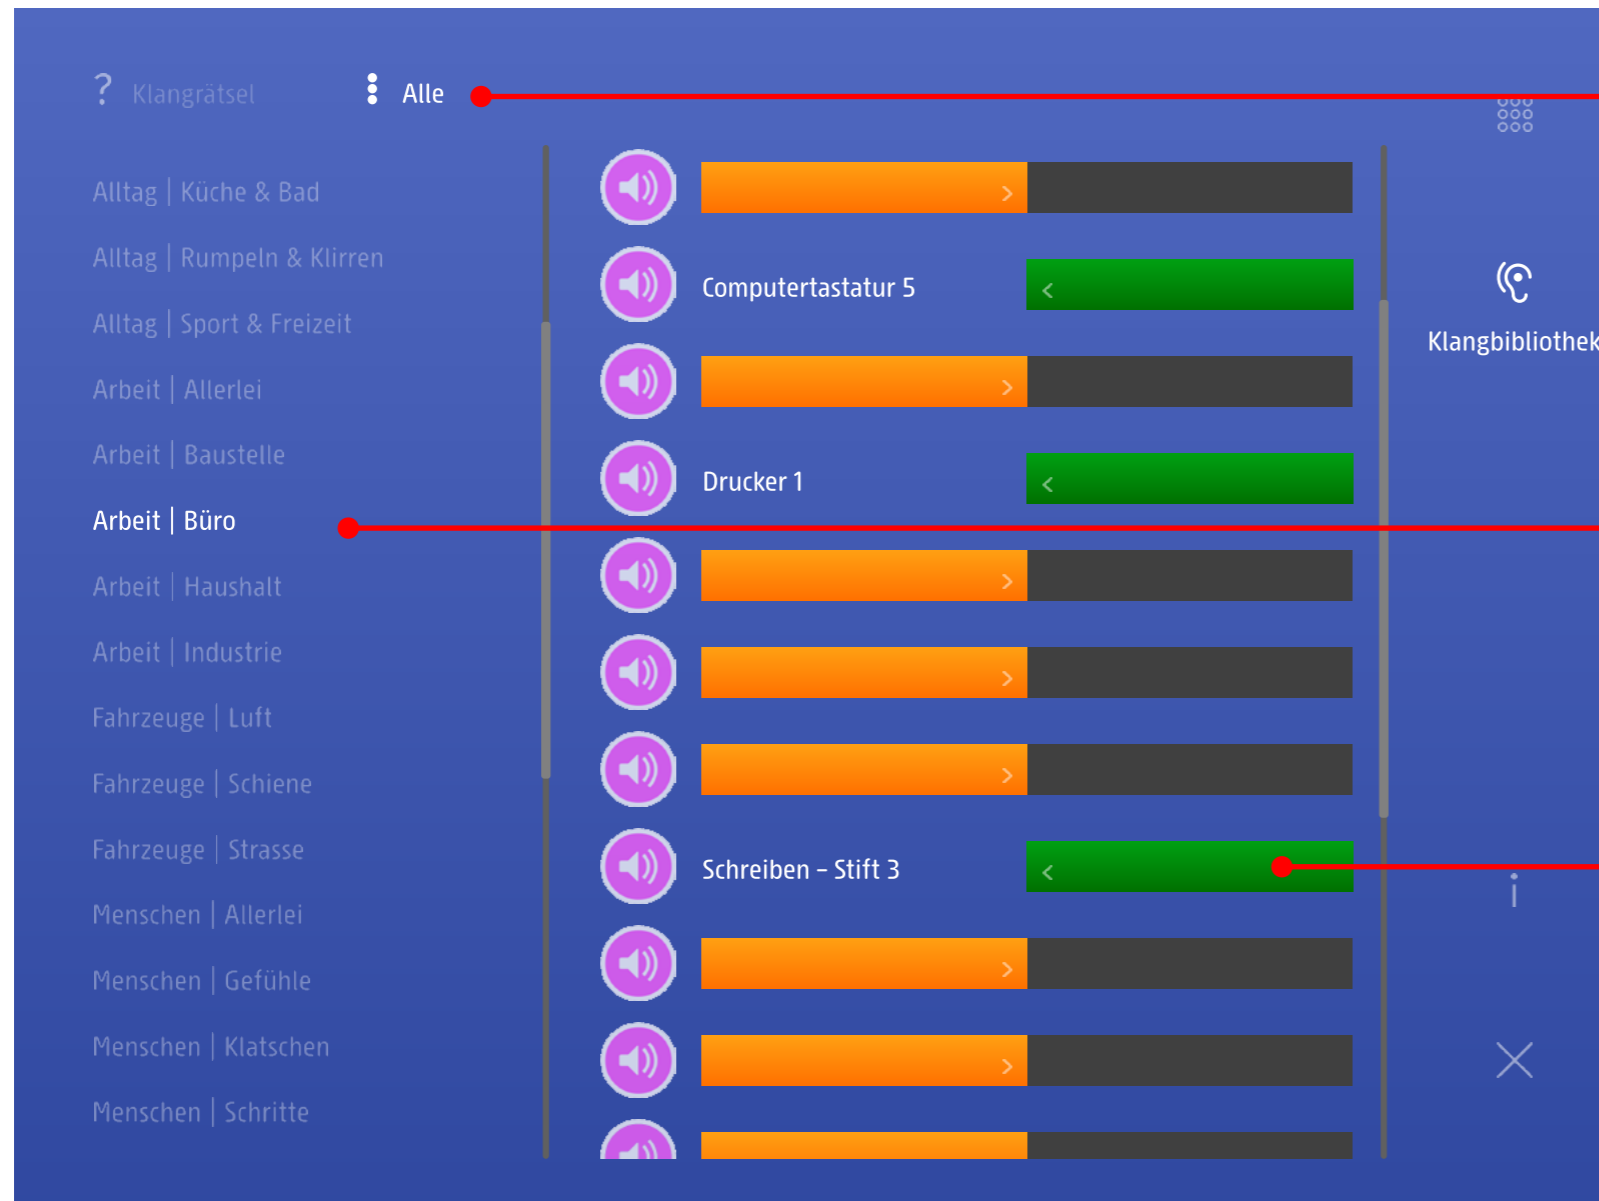 ? Klangrätsel
Alle
Alltag | Küche & Bad
Alltag | Rumpeln & Klirren
Alltag | Sport & Freizeit
Arbeit | Allerlei
Arbeit | Baustelle
Arbeit | Büro
Arbeit | Haushalt
Arbeit | Industrie
Fahrzeuge | Luft
Fahrzeuge | Schiene
Fahrzeuge | Strasse
Menschen | Allerlei
Menschen | Gefühle
Menschen | Klatschen
Menschen | Schritte
Computertastatur 5
Drucker 1
Schreiben – Stift 3
Klangbibliothek
i